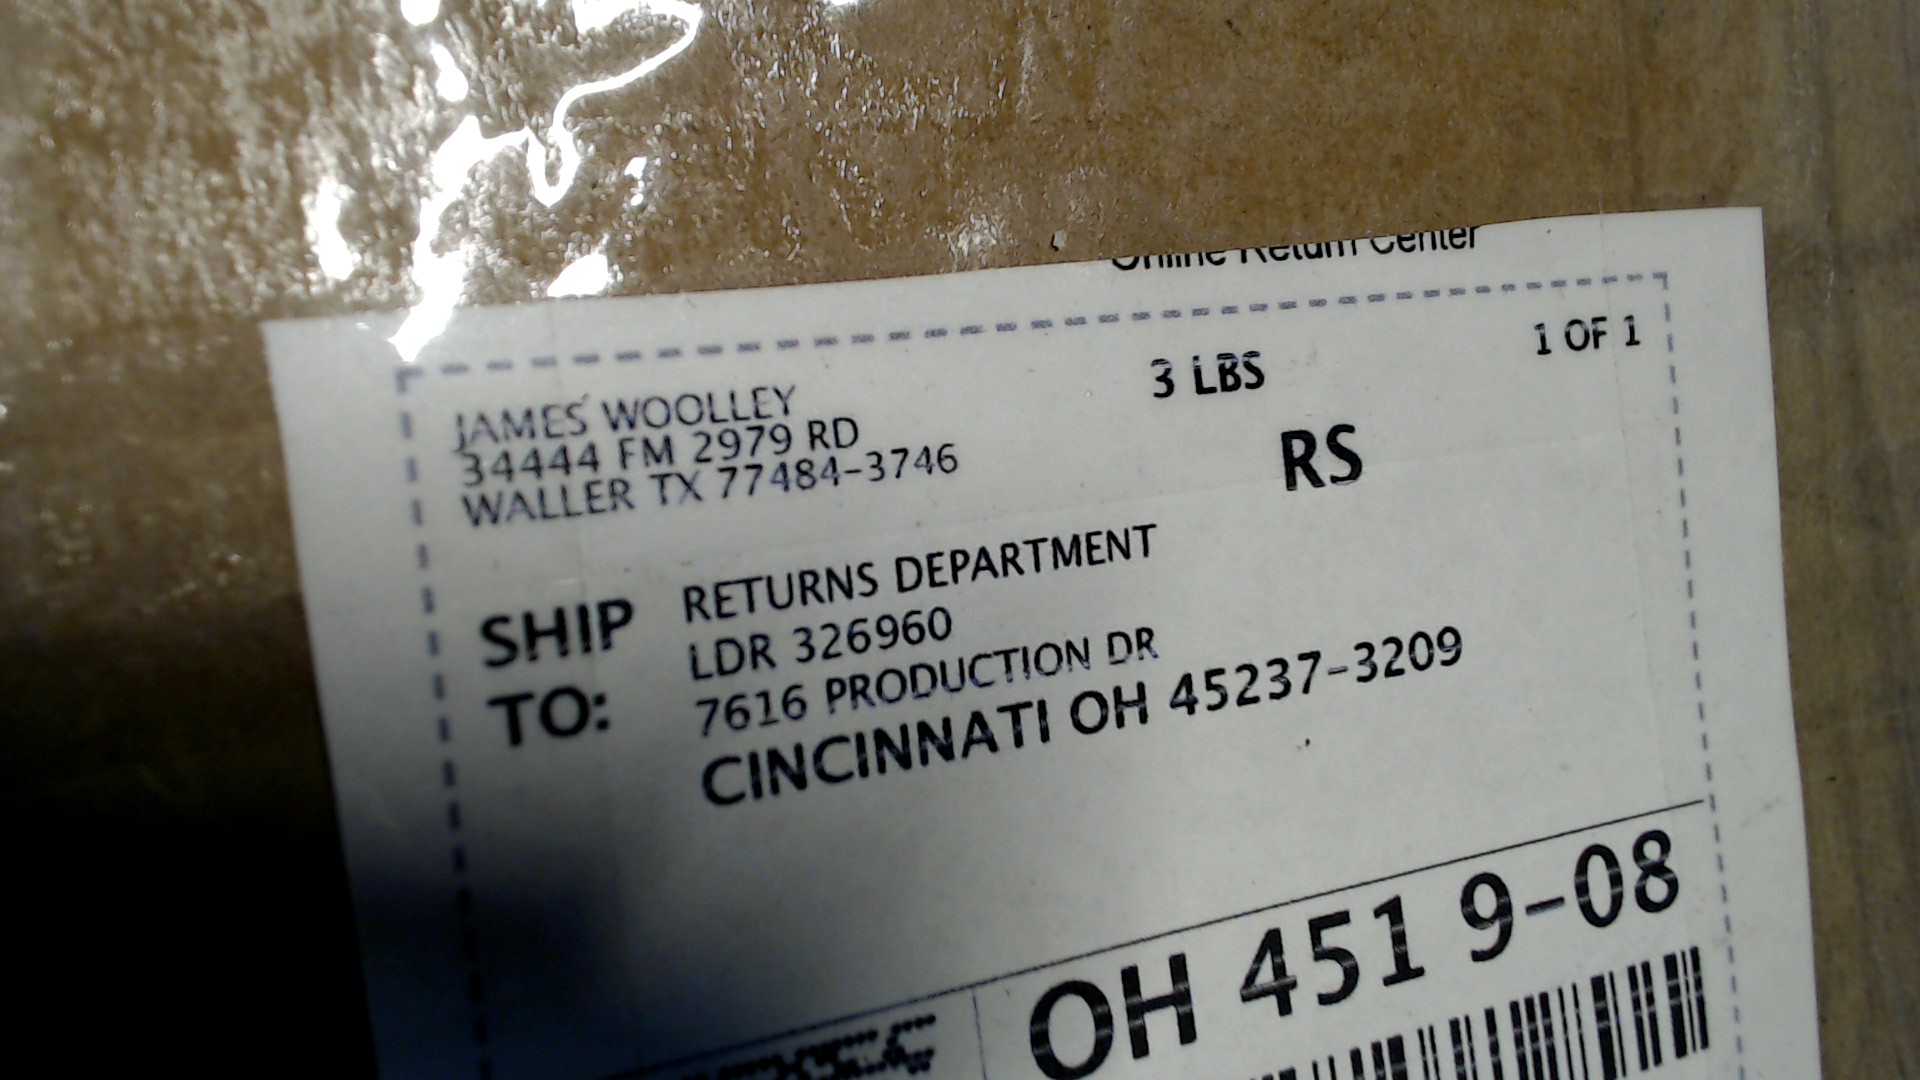 Online Return Center
1 OF 1
3 LBS
RS
JAMES WOOLLEY
34444 FM 2979 RD
WALLER TX 77484-3746
SHIP TO:
RETURNS DEPARTMENT
LDR 326960
7616 PRODUCTION DR
CINCINNATI OH 45237-3209
OH 451 9-08